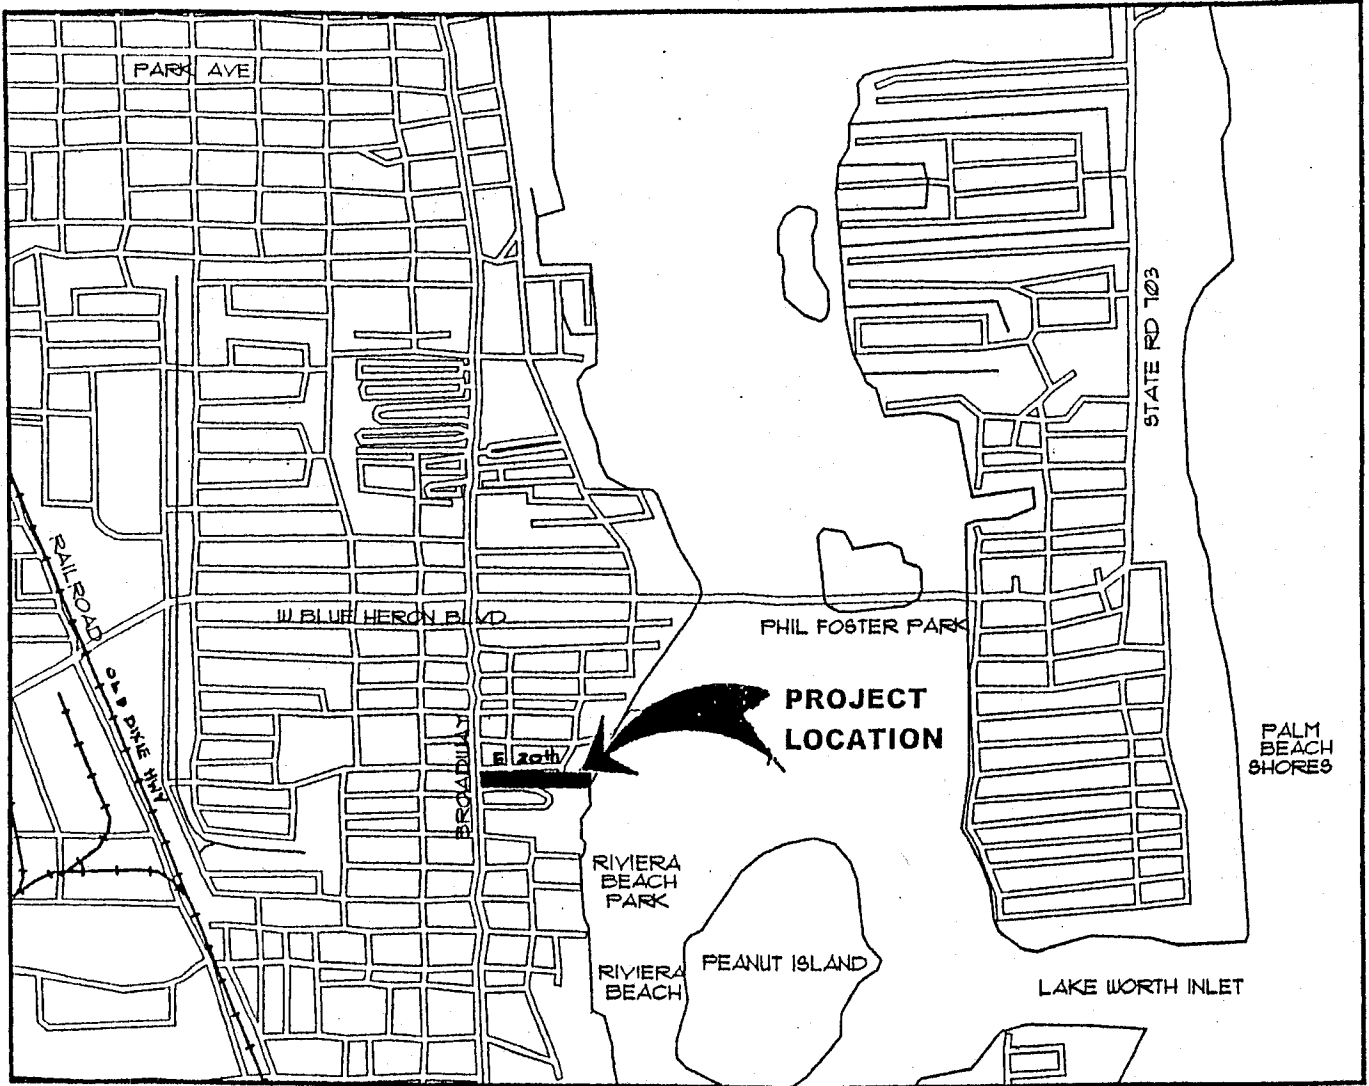 PARK AVE
STATE RD 703
RAILROAD
W BLUE HERON BLVD
PHIL FOSTER PARK
OLD DIXIE HWY
PROJECT
LOCATION
BROADWAY
E 20th
PALM
BEACH
SHORES
RIVIERA
BEACH
PARK
RIVIERA
BEACH
PEANUT ISLAND
LAKE WORTH INLET